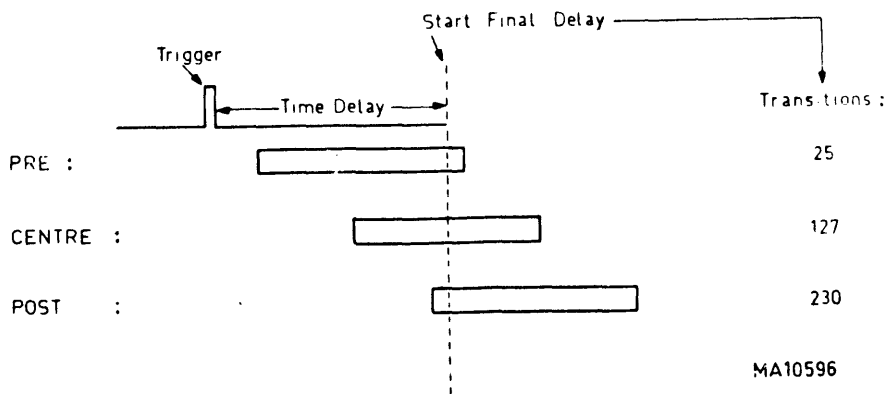 Start Final Delay
Trigger
Time Delay
Transitions :
PRE :
25
CENTRE :
127
POST :
230
MA10596